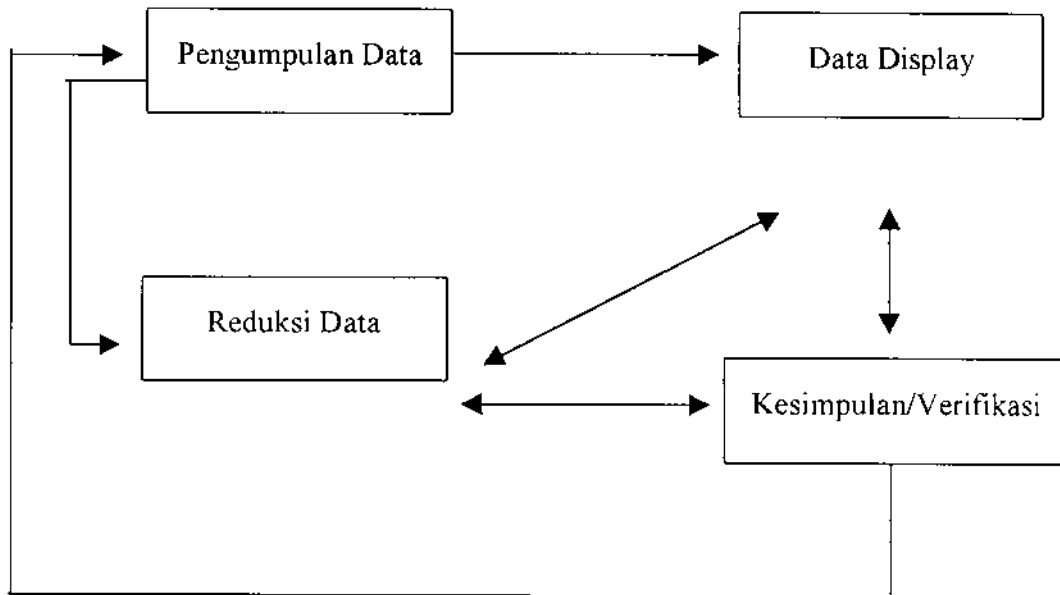 Pengumpulan Data
Data Display
Reduksi Data
Kesimpulan/Verifikasi